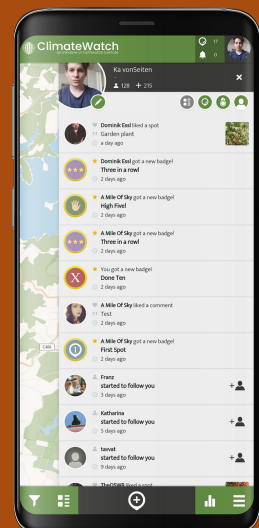 ClimateWatch
17
0
Ka vonSeiten
128 + 215
×
Dominik Essl liked a spot
Garden plant
a day ago
Dominik Essl got a new badge!
Three in a row!
2 days ago
A Mile Of Sky got a new badge!
High Five!
2 days ago
A Mile Of Sky got a new badge!
Three in a row!
2 days ago
You got a new badge!
Done Ten
2 days ago
X
A Mile Of Sky liked a comment
Test
2 days ago
A Mile Of Sky got a new badge!
First Spot
2 days ago
1
Franz
started to follow you
3 days ago
Katharina
started to follow you
5 days ago
tavvat
started to follow you
9 days ago
TheOSWR liked a spot